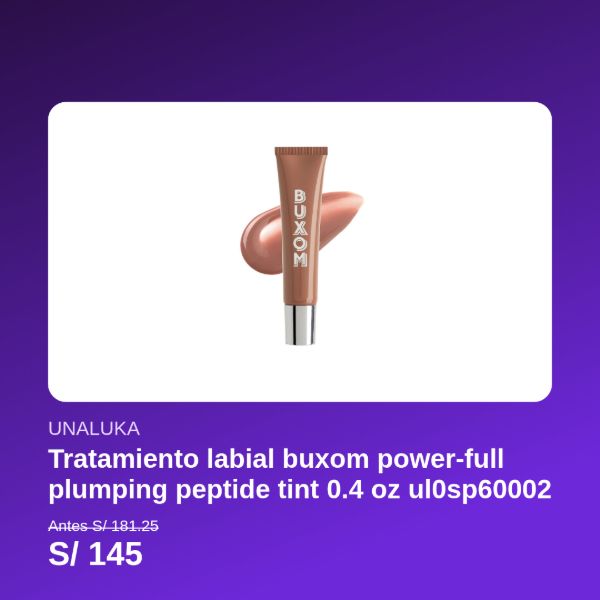 BUXOM
UNALUKA
Tratamiento labial buxom power-full
plumping peptide tint 0.4 oz ul0sp60002
Antes S/ 181.25
S/ 145